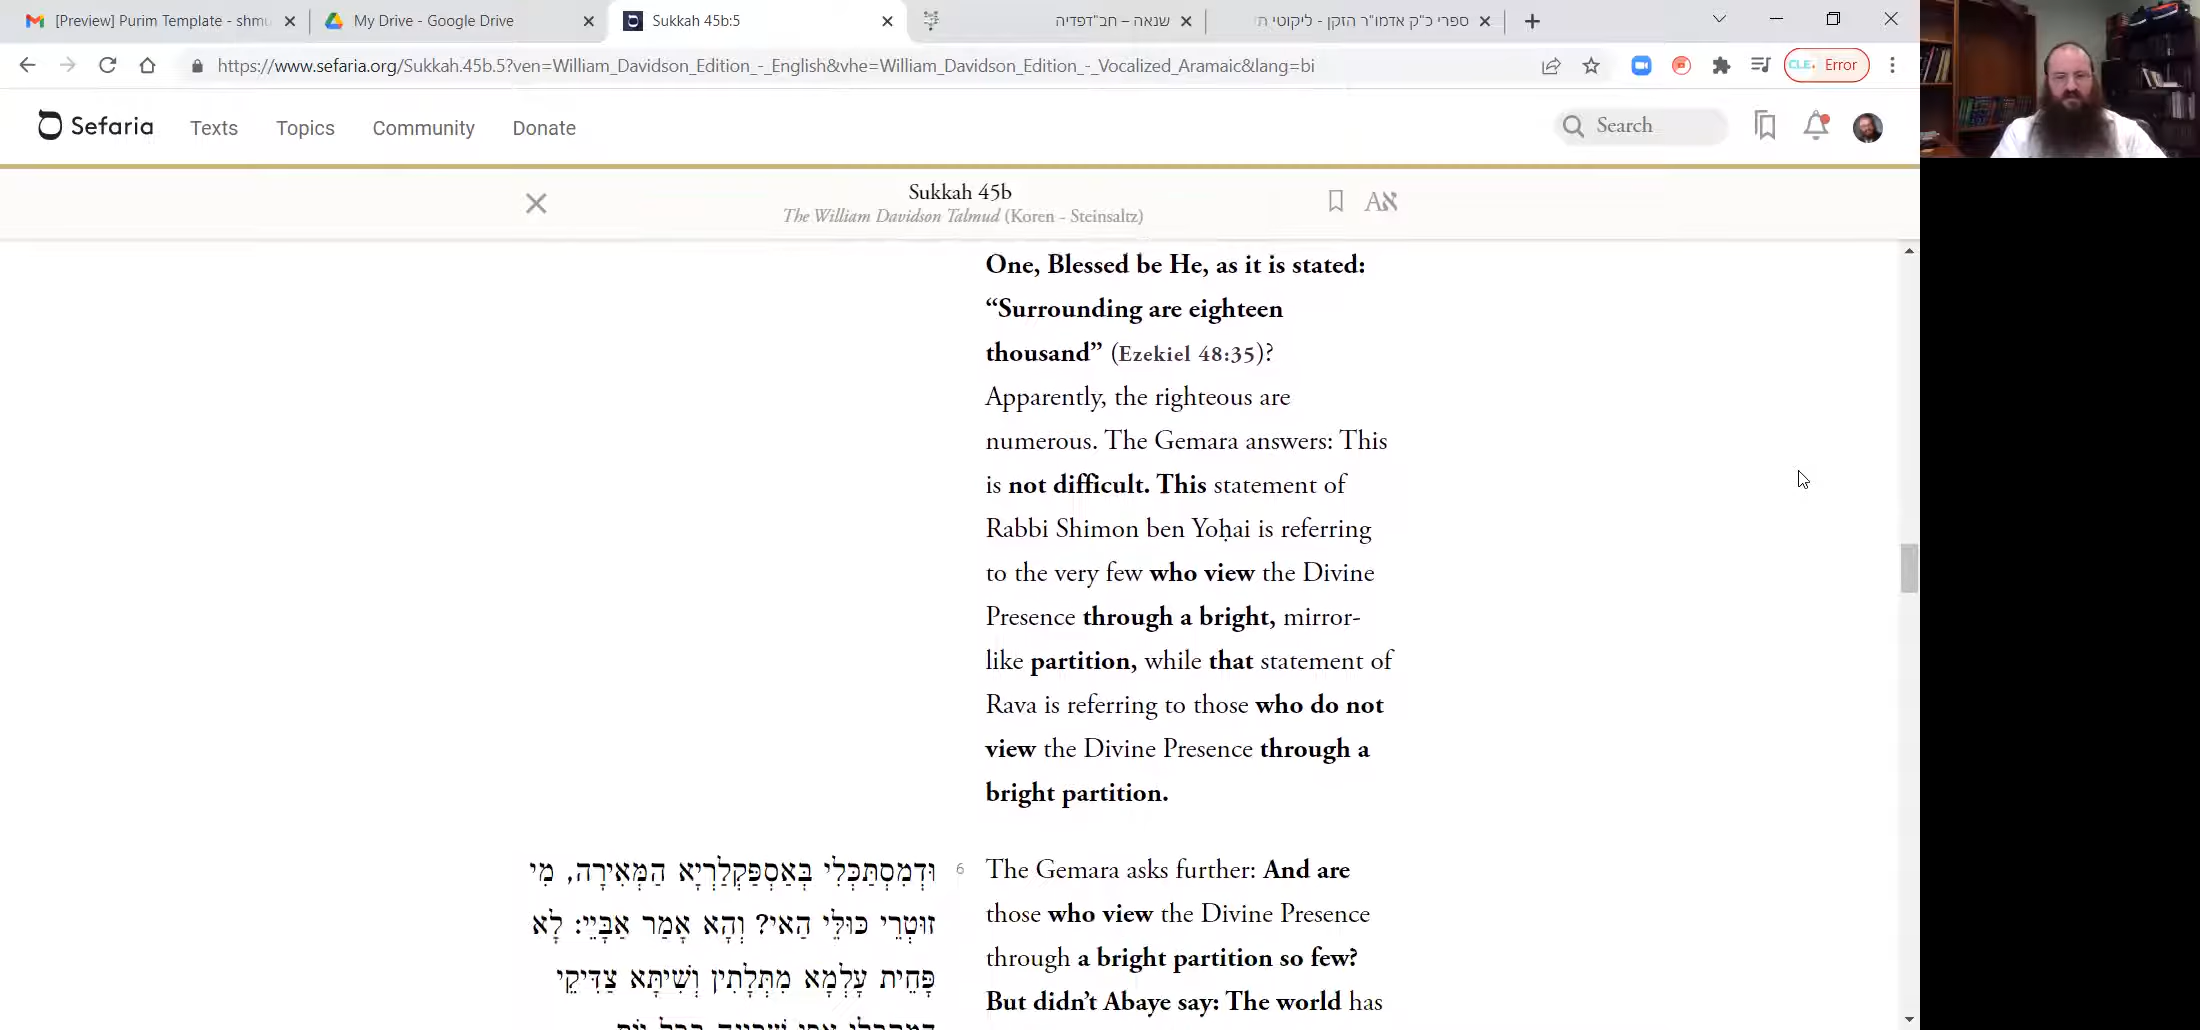 [Preview] Purim Template - shmu
My Drive - Google Drive
Sukkah 45b:5
שנאה – חב"דפדיה
ספרי כ"ק אדמו"ר הזקן - ליקוטי ת
https://www.sefaria.org/Sukkah.45b.5?ven=William_Davidson_Edition_-_English&vhe=William_Davidson_Edition_-_Vocalized_Aramaic&lang=bi
CLE.
Error
Sefaria
Texts
Topics
Community
Donate
Search
Sukkah 45b
The William Davidson Talmud (Koren - Steinsaltz)
Aא
One, Blessed be He, as it is stated:
“Surrounding are eighteen
thousand” (Ezekiel 48:35)?
Apparently, the righteous are
numerous. The Gemara answers: This
is not difficult. This statement of
Rabbi Shimon ben Yoḥai is referring
to the very few who view the Divine
Presence through a bright, mirror-
like partition, while that statement of
Rava is referring to those who do not
view the Divine Presence through a
bright partition.
וּדְמִסְתַּכְּלִי בְּאַסְפַּקְלַרְיָא הַמְּאִירָה, מִי
זוּטְרֵי כּוּלֵּי הַאי? וְהָא אָמַר אַבָּיֵי: לָא
פָּחֵית עָלְמָא מִתְּלָתִין וְשִׁיתָּא צַדִּיקֵי
6
The Gemara asks further: And are
those who view the Divine Presence
through a bright partition so few?
But didn’t Abaye say: The world has